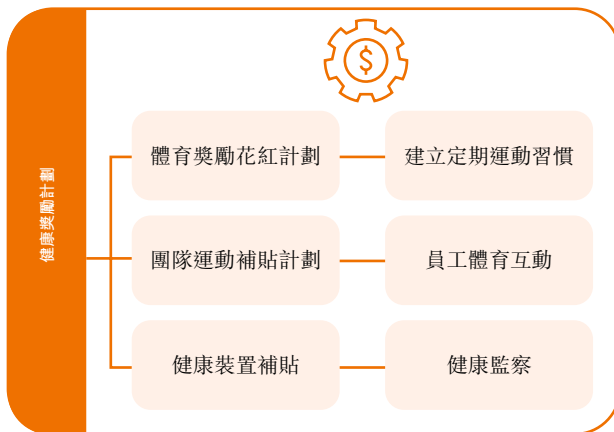 健康獎勵計劃
$
體育獎勵花紅計劃
建立定期運動習慣
團隊運動補貼計劃
員工體育互動
健康裝置補貼
健康監察